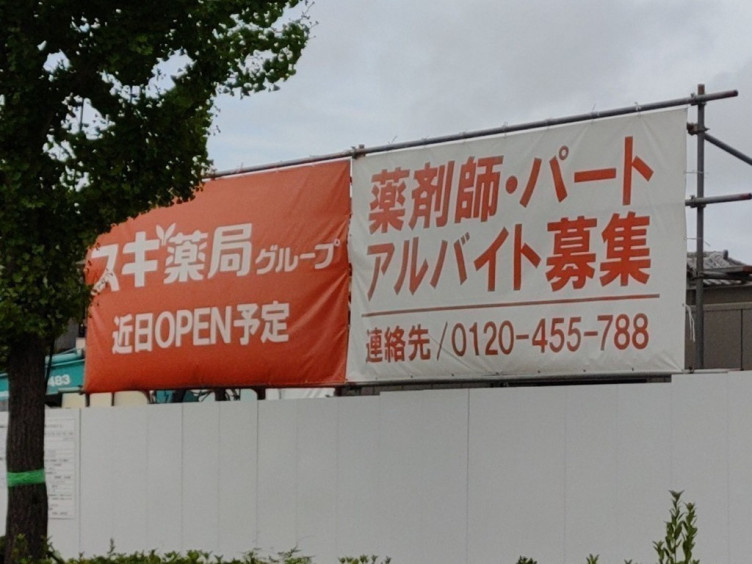 スギ薬局グループ
近日OPEN予定
薬剤師・パート
アルバイト募集
連絡先/0120-455-788
483